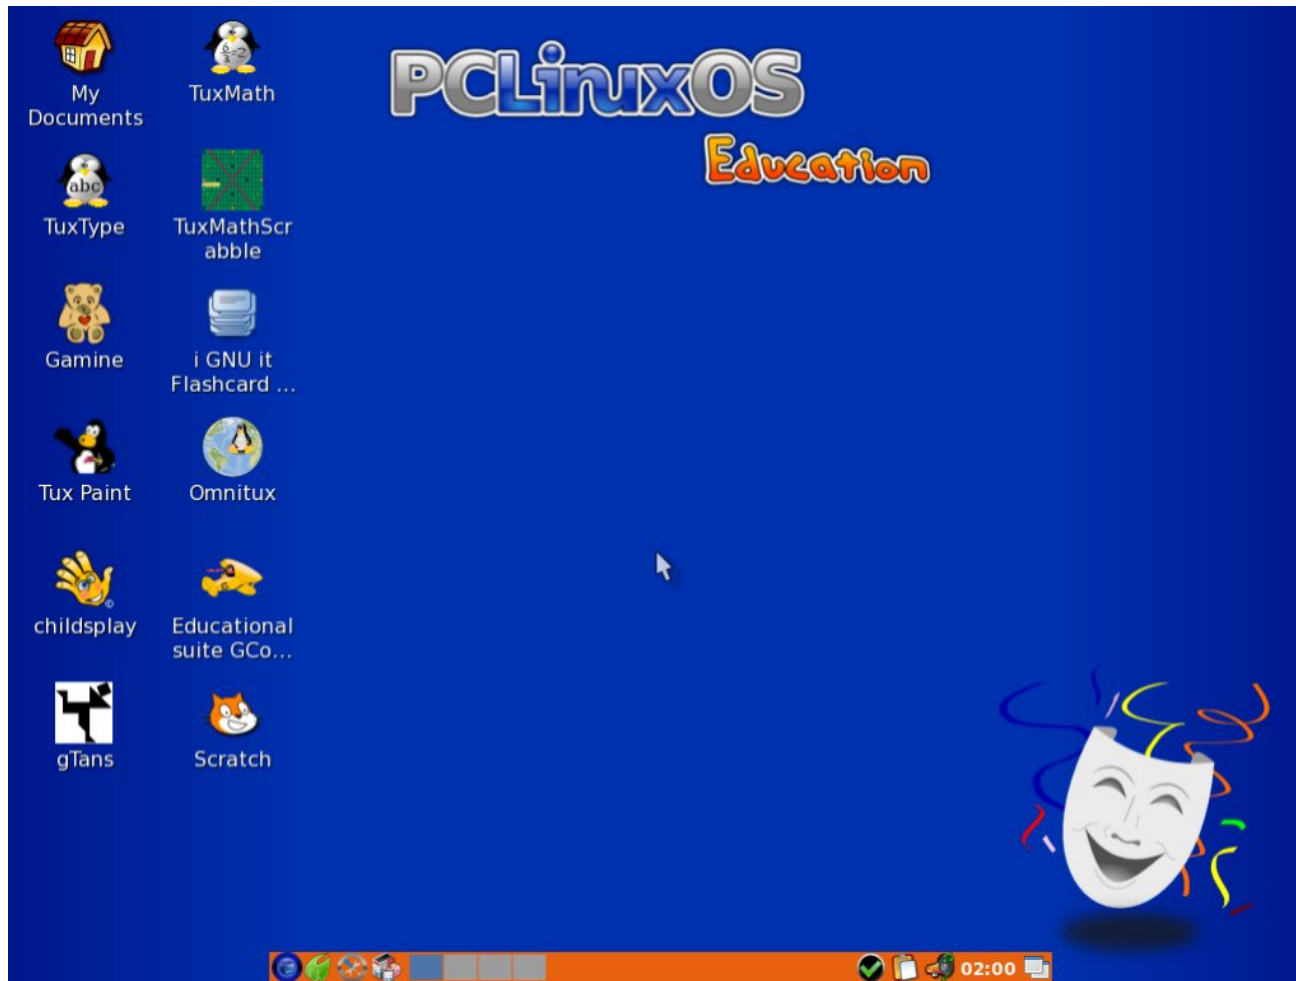 PCLinuxOS
Education
My
Documents
TuxMath
TuxType
abc
TuxMathScr
abble
Gamine
i GNU it
Flashcard ...
Tux Paint
Omnitux
childsplay
©
Educational
suite GCo...
gTans
Scratch
02:00